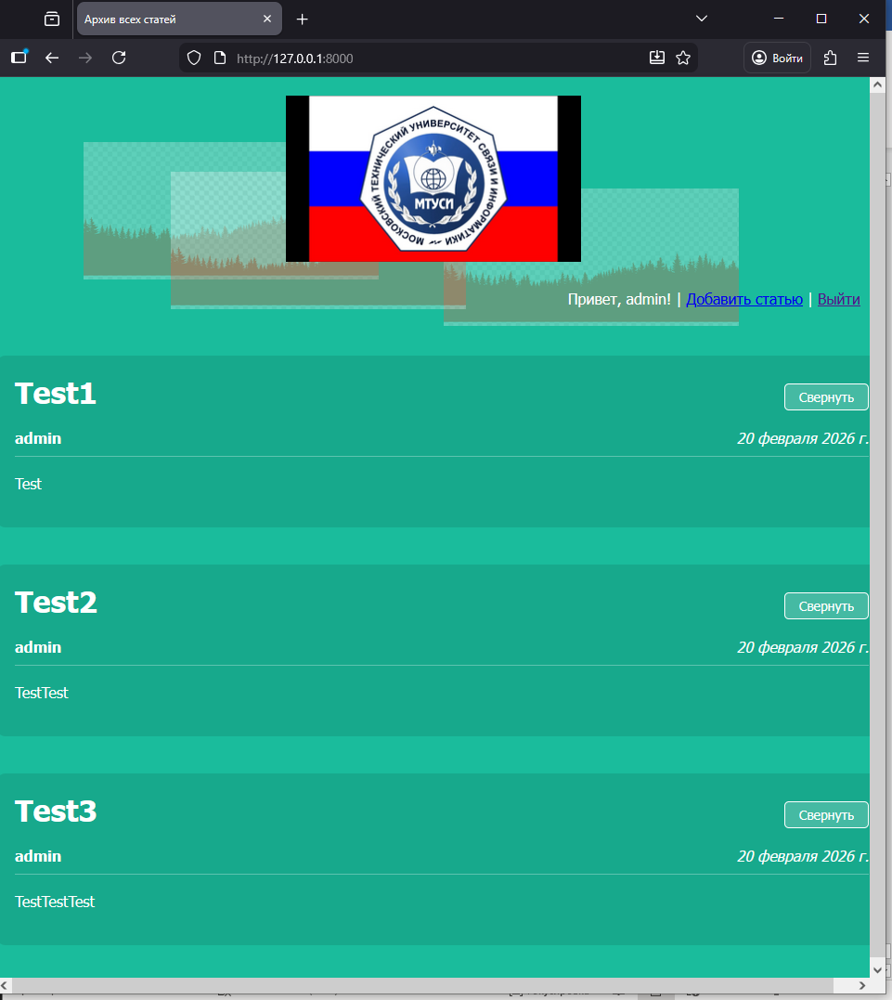 Архив всех статей
http://127.0.0.1:8000
Войти
МОСКОВСКИЙ ТЕХНИЧЕСКИЙ УНИВЕРСИТЕТ СВЯЗИ И ИНФОРМАТИКИ
МТУСИ
Привет, admin! | Добавить статью | Выйти
Test1
Свернуть
admin
20 февраля 2026 г.
Test
Test2
Свернуть
admin
20 февраля 2026 г.
TestTest
Test3
Свернуть
admin
20 февраля 2026 г.
TestTestTest